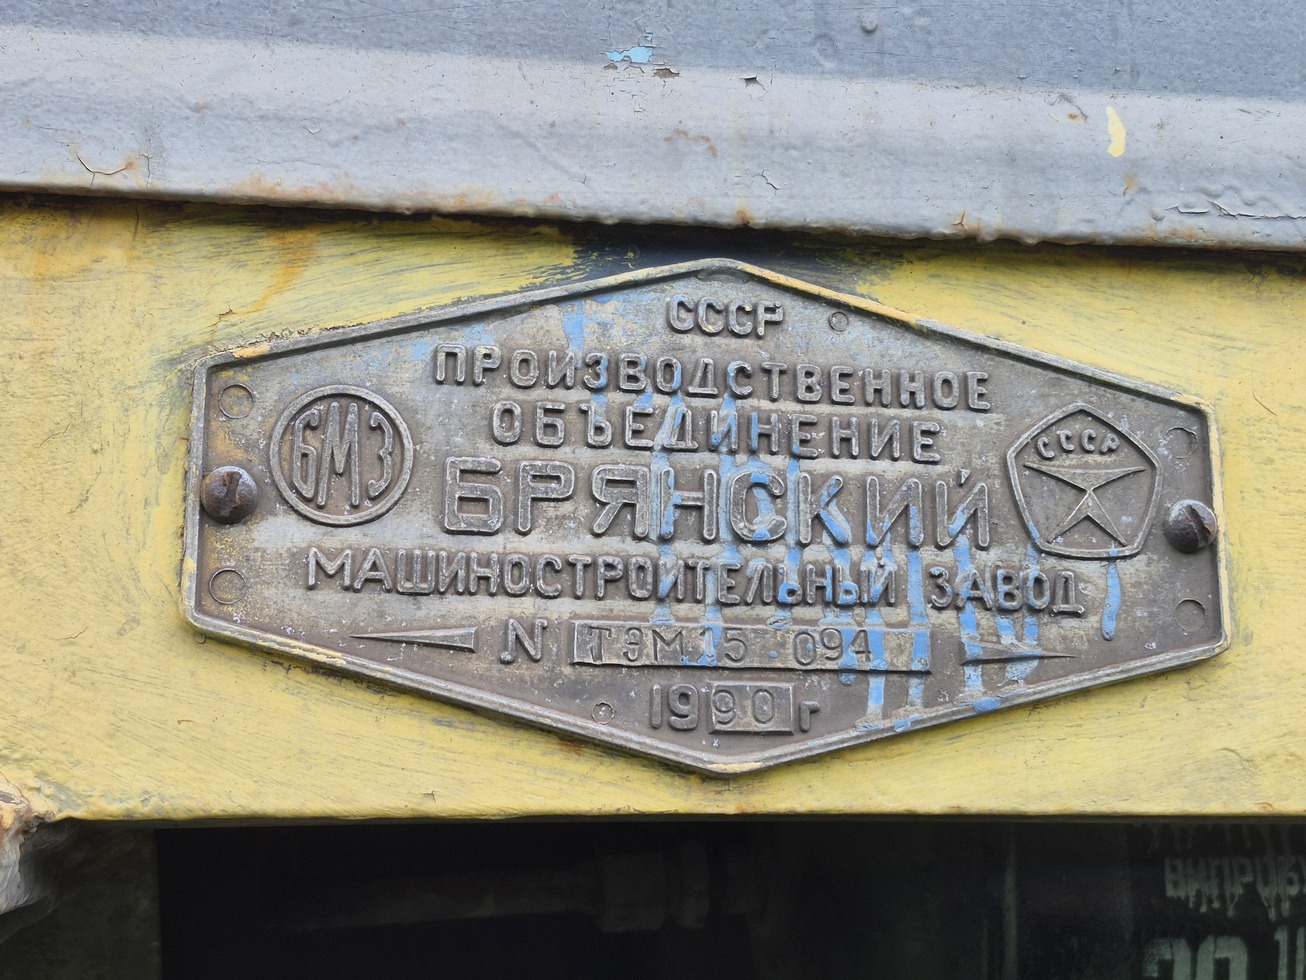 СССР
ПРОИЗВОДСТВЕННОЕ
ОБЪЕДИНЕНИЕ
БМЗ
БРЯНСКИЙ
СССР
МАШИНОСТРОИТЕЛЬНЫЙ ЗАВОД
N ТЭМ15 - 094
1990 г